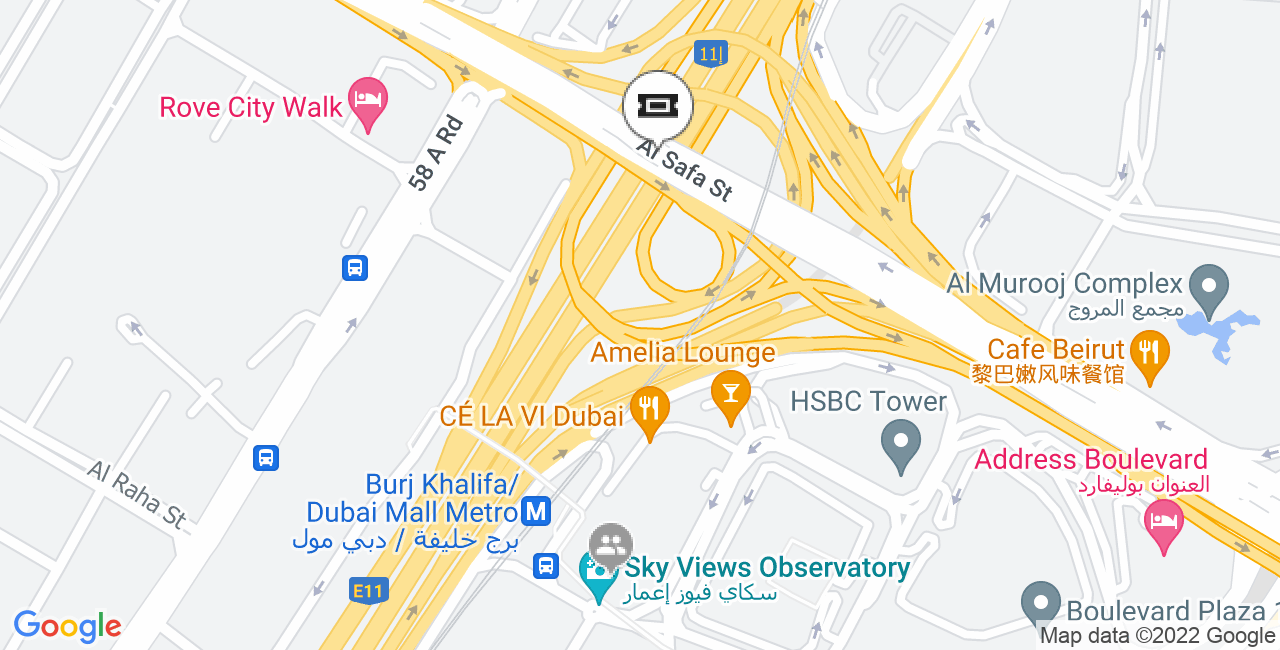 11إ
Rove City Walk
58 A Rd
Al Safa St
Al Murooj Complex
مجمع المروج
Cafe Beirut
黎巴嫩风味餐馆
Amelia Lounge
CÉ LA VI Dubai
HSBC Tower
Address Boulevard
العنوان بوليفارد
Al Raha St
Burj Khalifa/
Dubai Mall Metro
M
برج خليفة / دبي مول
Sky Views Observatory
سكاي فيوز إعمار
E11
Boulevard Plaza 1
Google
Map data ©2022 Google